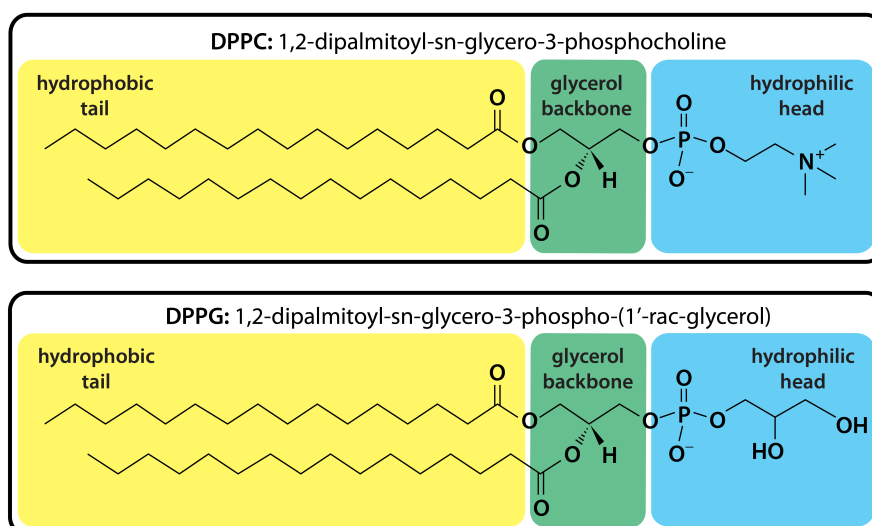 DPPC: 1,2-dipalmitoyl-sn-glycero-3-phosphocholine
hydrophobic
tail
glycerol
backbone
hydrophilic
head
O
O
O
O
H
O
O
P
O⁻
O
N⁺
DPPG: 1,2-dipalmitoyl-sn-glycero-3-phospho-(1′-rac-glycerol)
hydrophobic
tail
glycerol
backbone
hydrophilic
head
O
O
O
O
H
O
O
P
O⁻
O
HO
OH